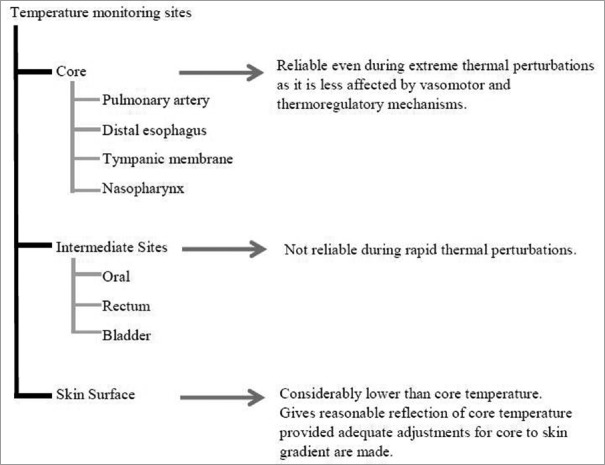 Temperature monitoring sites
Core
Reliable even during extreme thermal perturbations
as it is less affected by vasomotor and
thermoregulatory mechanisms.
Pulmonary artery
Distal esophagus
Tympanic membrane
Nasopharynx
Intermediate Sites
Not reliable during rapid thermal perturbations.
Oral
Rectum
Bladder
Skin Surface
Considerably lower than core temperature.
Gives reasonable reflection of core temperature
provided adequate adjustments for core to skin
gradient are made.